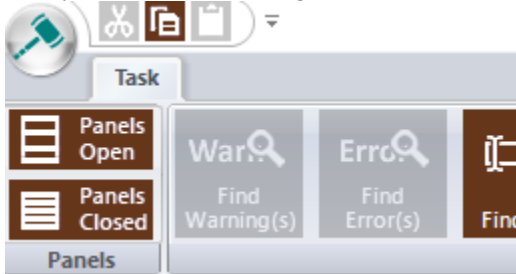 Task
Panels
Open
Panels
Closed
Panels
Find
Warning(s)
Find
Error(s)